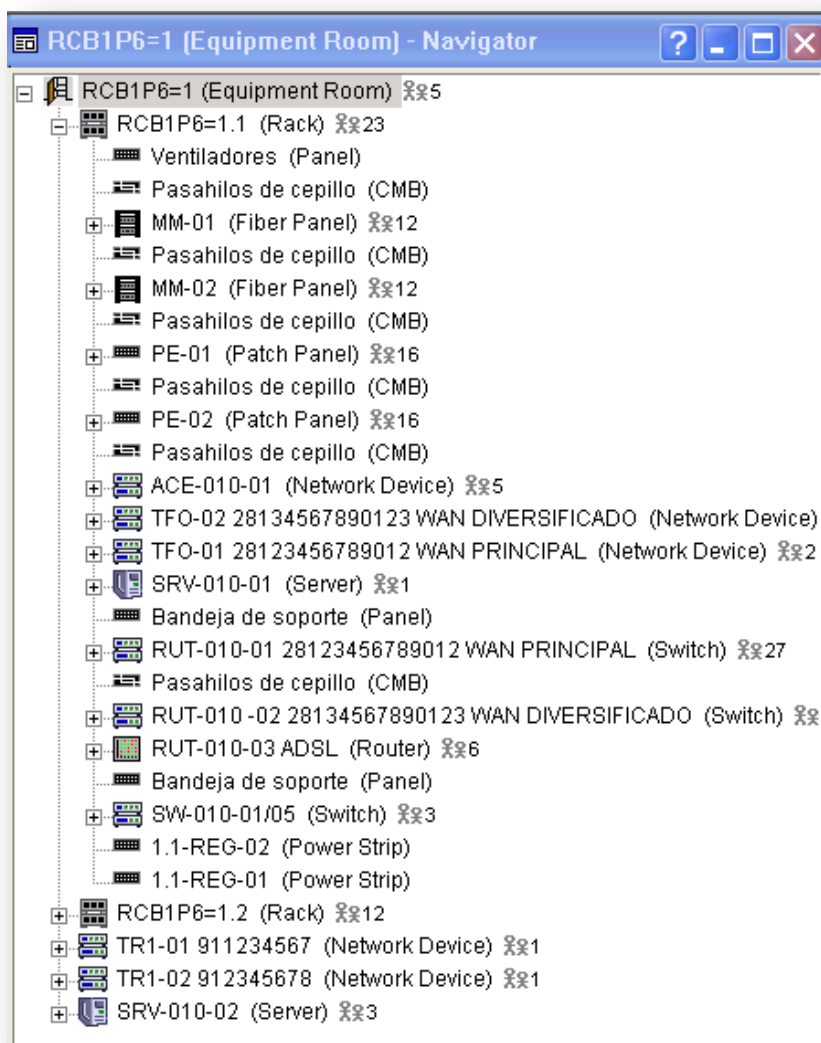 RCB1P6=1 (Equipment Room) - Navigator
RCB1P6=1 (Equipment Room) 5
RCB1P6=1.1 (Rack) 23
Ventiladores (Panel)
Pasahilos de cepillo (CMB)
MM-01 (Fiber Panel) 12
Pasahilos de cepillo (CMB)
MM-02 (Fiber Panel) 12
Pasahilos de cepillo (CMB)
PE-01 (Patch Panel) 16
Pasahilos de cepillo (CMB)
PE-02 (Patch Panel) 16
Pasahilos de cepillo (CMB)
ACE-010-01 (Network Device) 5
TFO-02 28134567890123 WAN DIVERSIFICADO (Network Device)
TFO-01 28123456789012 WAN PRINCIPAL (Network Device) 2
SRV-010-01 (Server) 1
Bandeja de soporte (Panel)
RUT-010-01 28123456789012 WAN PRINCIPAL (Switch) 27
Pasahilos de cepillo (CMB)
RUT-010 -02 28134567890123 WAN DIVERSIFICADO (Switch)
RUT-010-03 ADSL (Router) 6
Bandeja de soporte (Panel)
SW-010-01/05 (Switch) 3
1.1-REG-02 (Power Strip)
1.1-REG-01 (Power Strip)
RCB1P6=1.2 (Rack) 12
TR1-01 911234567 (Network Device) 1
TR1-02 912345678 (Network Device) 1
SRV-010-02 (Server) 3